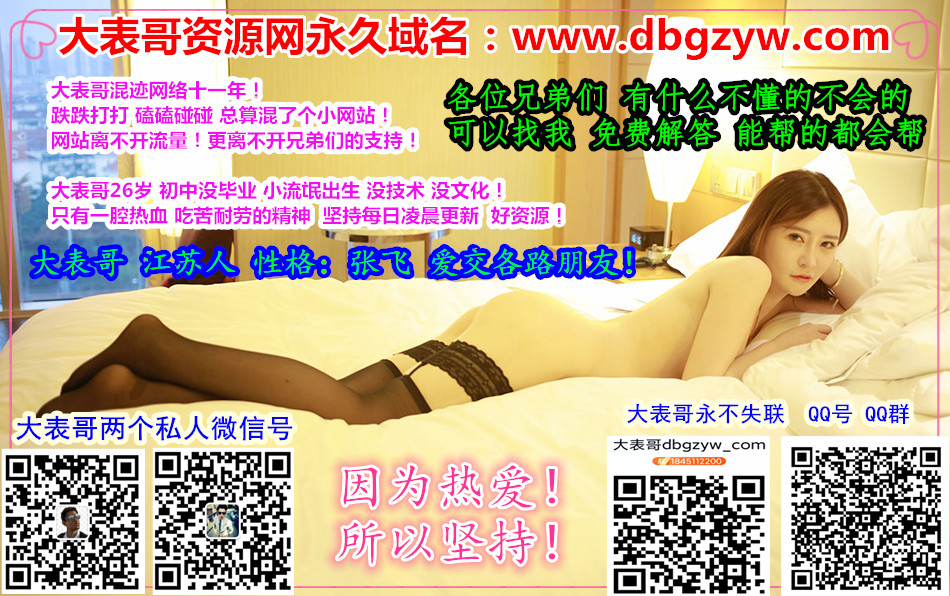 大表哥资源网永久域名：www.dbgzyw.com
大表哥混迹网络十一年！
跌跌打打 磕磕碰碰 总算混了个小网站！
网站离不开流量！更离不开兄弟们的支持！
各位兄弟们 有什么不懂的不会的
可以找我 免费解答 能帮的都会帮
大表哥26岁 初中没毕业 小流氓出生 没技术 没文化！
只有一腔热血 吃苦耐劳的精神 坚持每日凌晨更新 好资源！
大表哥 江苏人 性格：张飞 爱交各路朋友！
大表哥两个私人微信号
大表哥永不失联 QQ号 QQ群
大表哥dbgzyw_com
群/1845112200
因为热爱！
所以坚持！